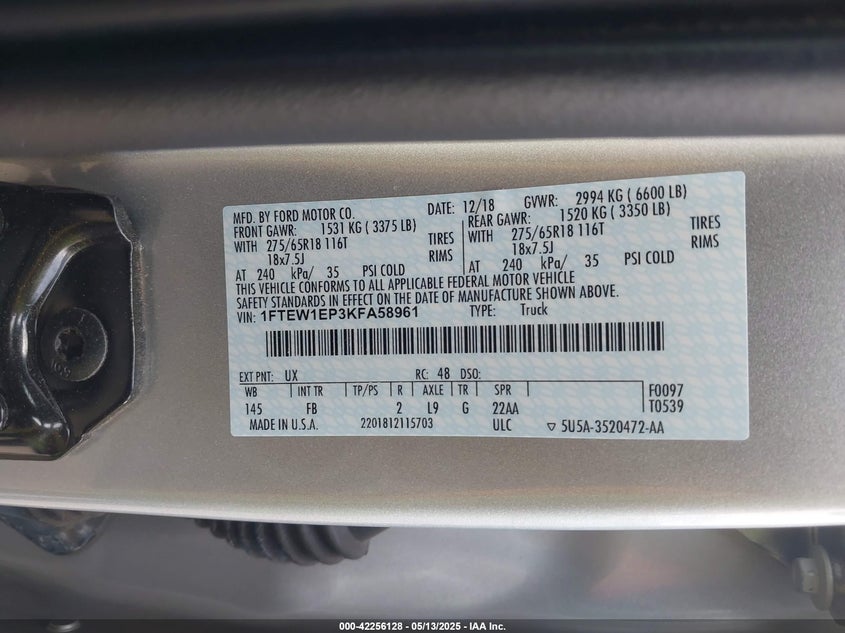 MFD. BY FORD MOTOR CO. DATE: 12/18 GVWR: 2994 KG ( 6600 LB)
FRONT GAWR: 1531 KG ( 3375 LB) REAR GAWR: 1520 KG ( 3350 LB)
WITH 275/65R18 116T TIRES WITH 275/65R18 116T TIRES
18x7.5J RIMS 18x7.5J RIMS
AT 240 kPa/ 35 PSI COLD AT 240 kPa/ 35 PSI COLD
THIS VEHICLE CONFORMS TO ALL APPLICABLE FEDERAL MOTOR VEHICLE
SAFETY STANDARDS IN EFFECT ON THE DATE OF MANUFACTURE SHOWN ABOVE.
VIN: 1FTEW1EP3KFA58961 TYPE: Truck
EXT PNT: UX RC: 48 DSO:
WB INT TR TP/PS R AXLE TR SPR F0097
145 FB 2 L9 G 22AA T0539
MADE IN U.S.A. 2201812115703 ULC ▽ 5U5A-3520472-AA
000-42256128 - 05/13/2025 - IAA Inc.